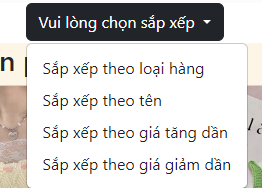 Vui lòng chọn sắp xếp
Sắp xếp theo loại hàng
Sắp xếp theo tên
Sắp xếp theo giá tăng dần
Sắp xếp theo giá giảm dần